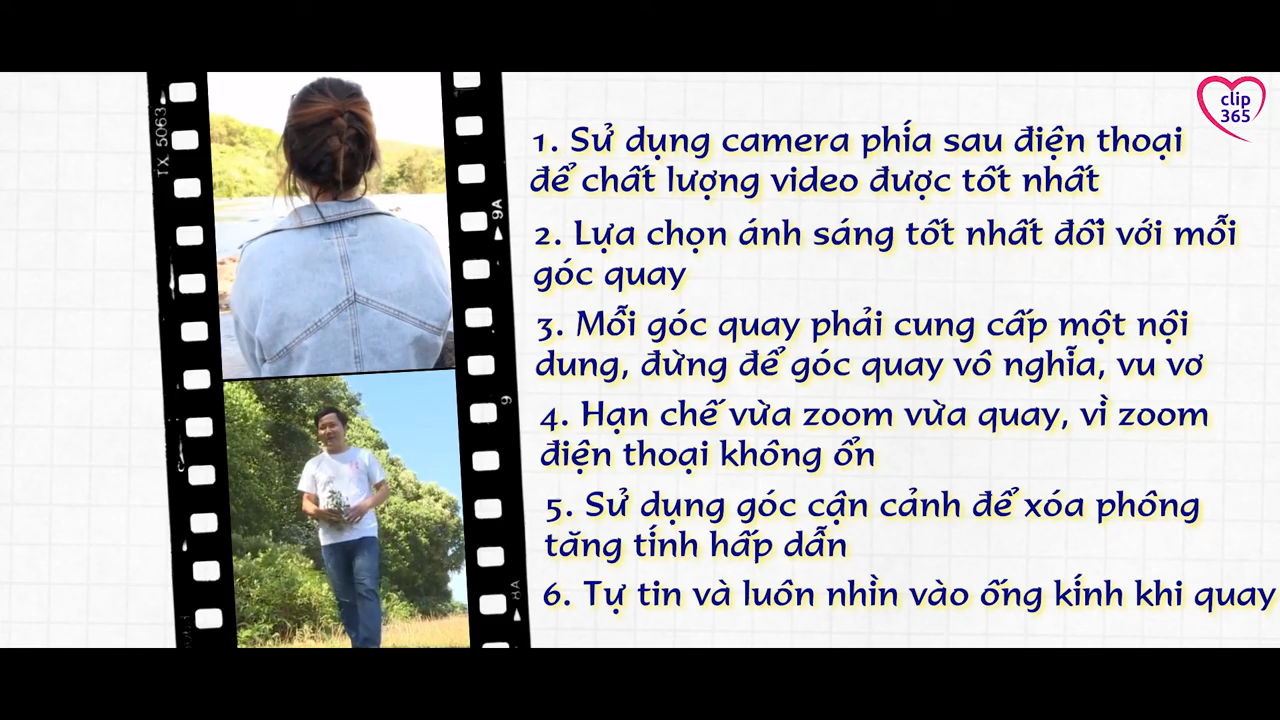 clip
365
TX 5063
9A
9
8A
1. Sử dụng camera phía sau điện thoại
để chất lượng video được tốt nhất
2. Lựa chọn ánh sáng tốt nhất đối với mỗi
góc quay
3. Mỗi góc quay phải cung cấp một nội
dung, đừng để góc quay vô nghĩa, vu vơ
4. Hạn chế vừa zoom vừa quay, vì zoom
điện thoại không ổn
5. Sử dụng góc cận cảnh để xóa phông
tăng tính hấp dẫn
6. Tự tin và luôn nhìn vào ống kính khi quay